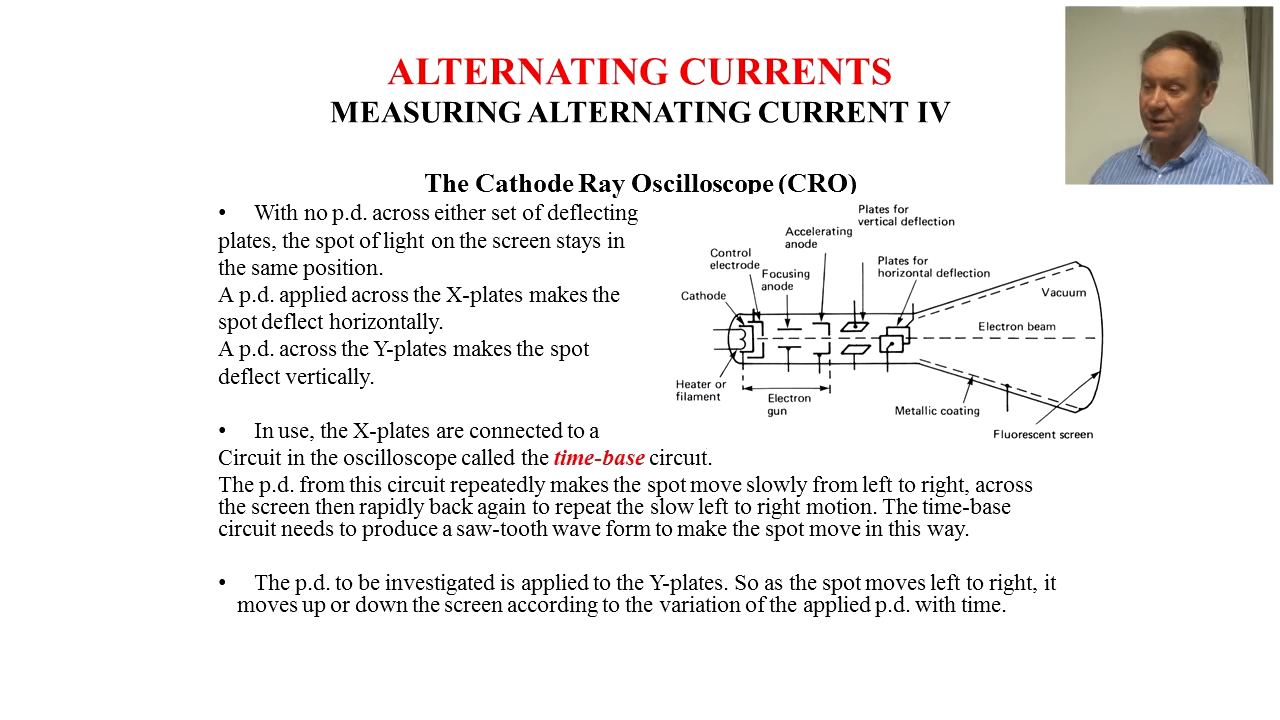 ALTERNATING CURRENTS
MEASURING ALTERNATING CURRENT IV
The Cathode Ray Oscilloscope (CRO)
• With no p.d. across either set of deflecting
plates, the spot of light on the screen stays in
the same position.
A p.d. applied across the X-plates makes the
spot deflect horizontally.
A p.d. across the Y-plates makes the spot
deflect vertically.
Plates for
vertical deflection
Accelerating
anode
Control
electrode
Focusing
anode
Plates for
horizontal deflection
Cathode
Vacuum
Electron beam
Heater or
filament
Electron
gun
Metallic coating
Fluorescent screen
• In use, the X-plates are connected to a
Circuit in the oscilloscope called the time-base circuit.
The p.d. from this circuit repeatedly makes the spot move slowly from left to right, across
the screen then rapidly back again to repeat the slow left to right motion. The time-base
circuit needs to produce a saw-tooth wave form to make the spot move in this way.
• The p.d. to be investigated is applied to the Y-plates. So as the spot moves left to right, it
moves up or down the screen according to the variation of the applied p.d. with time.